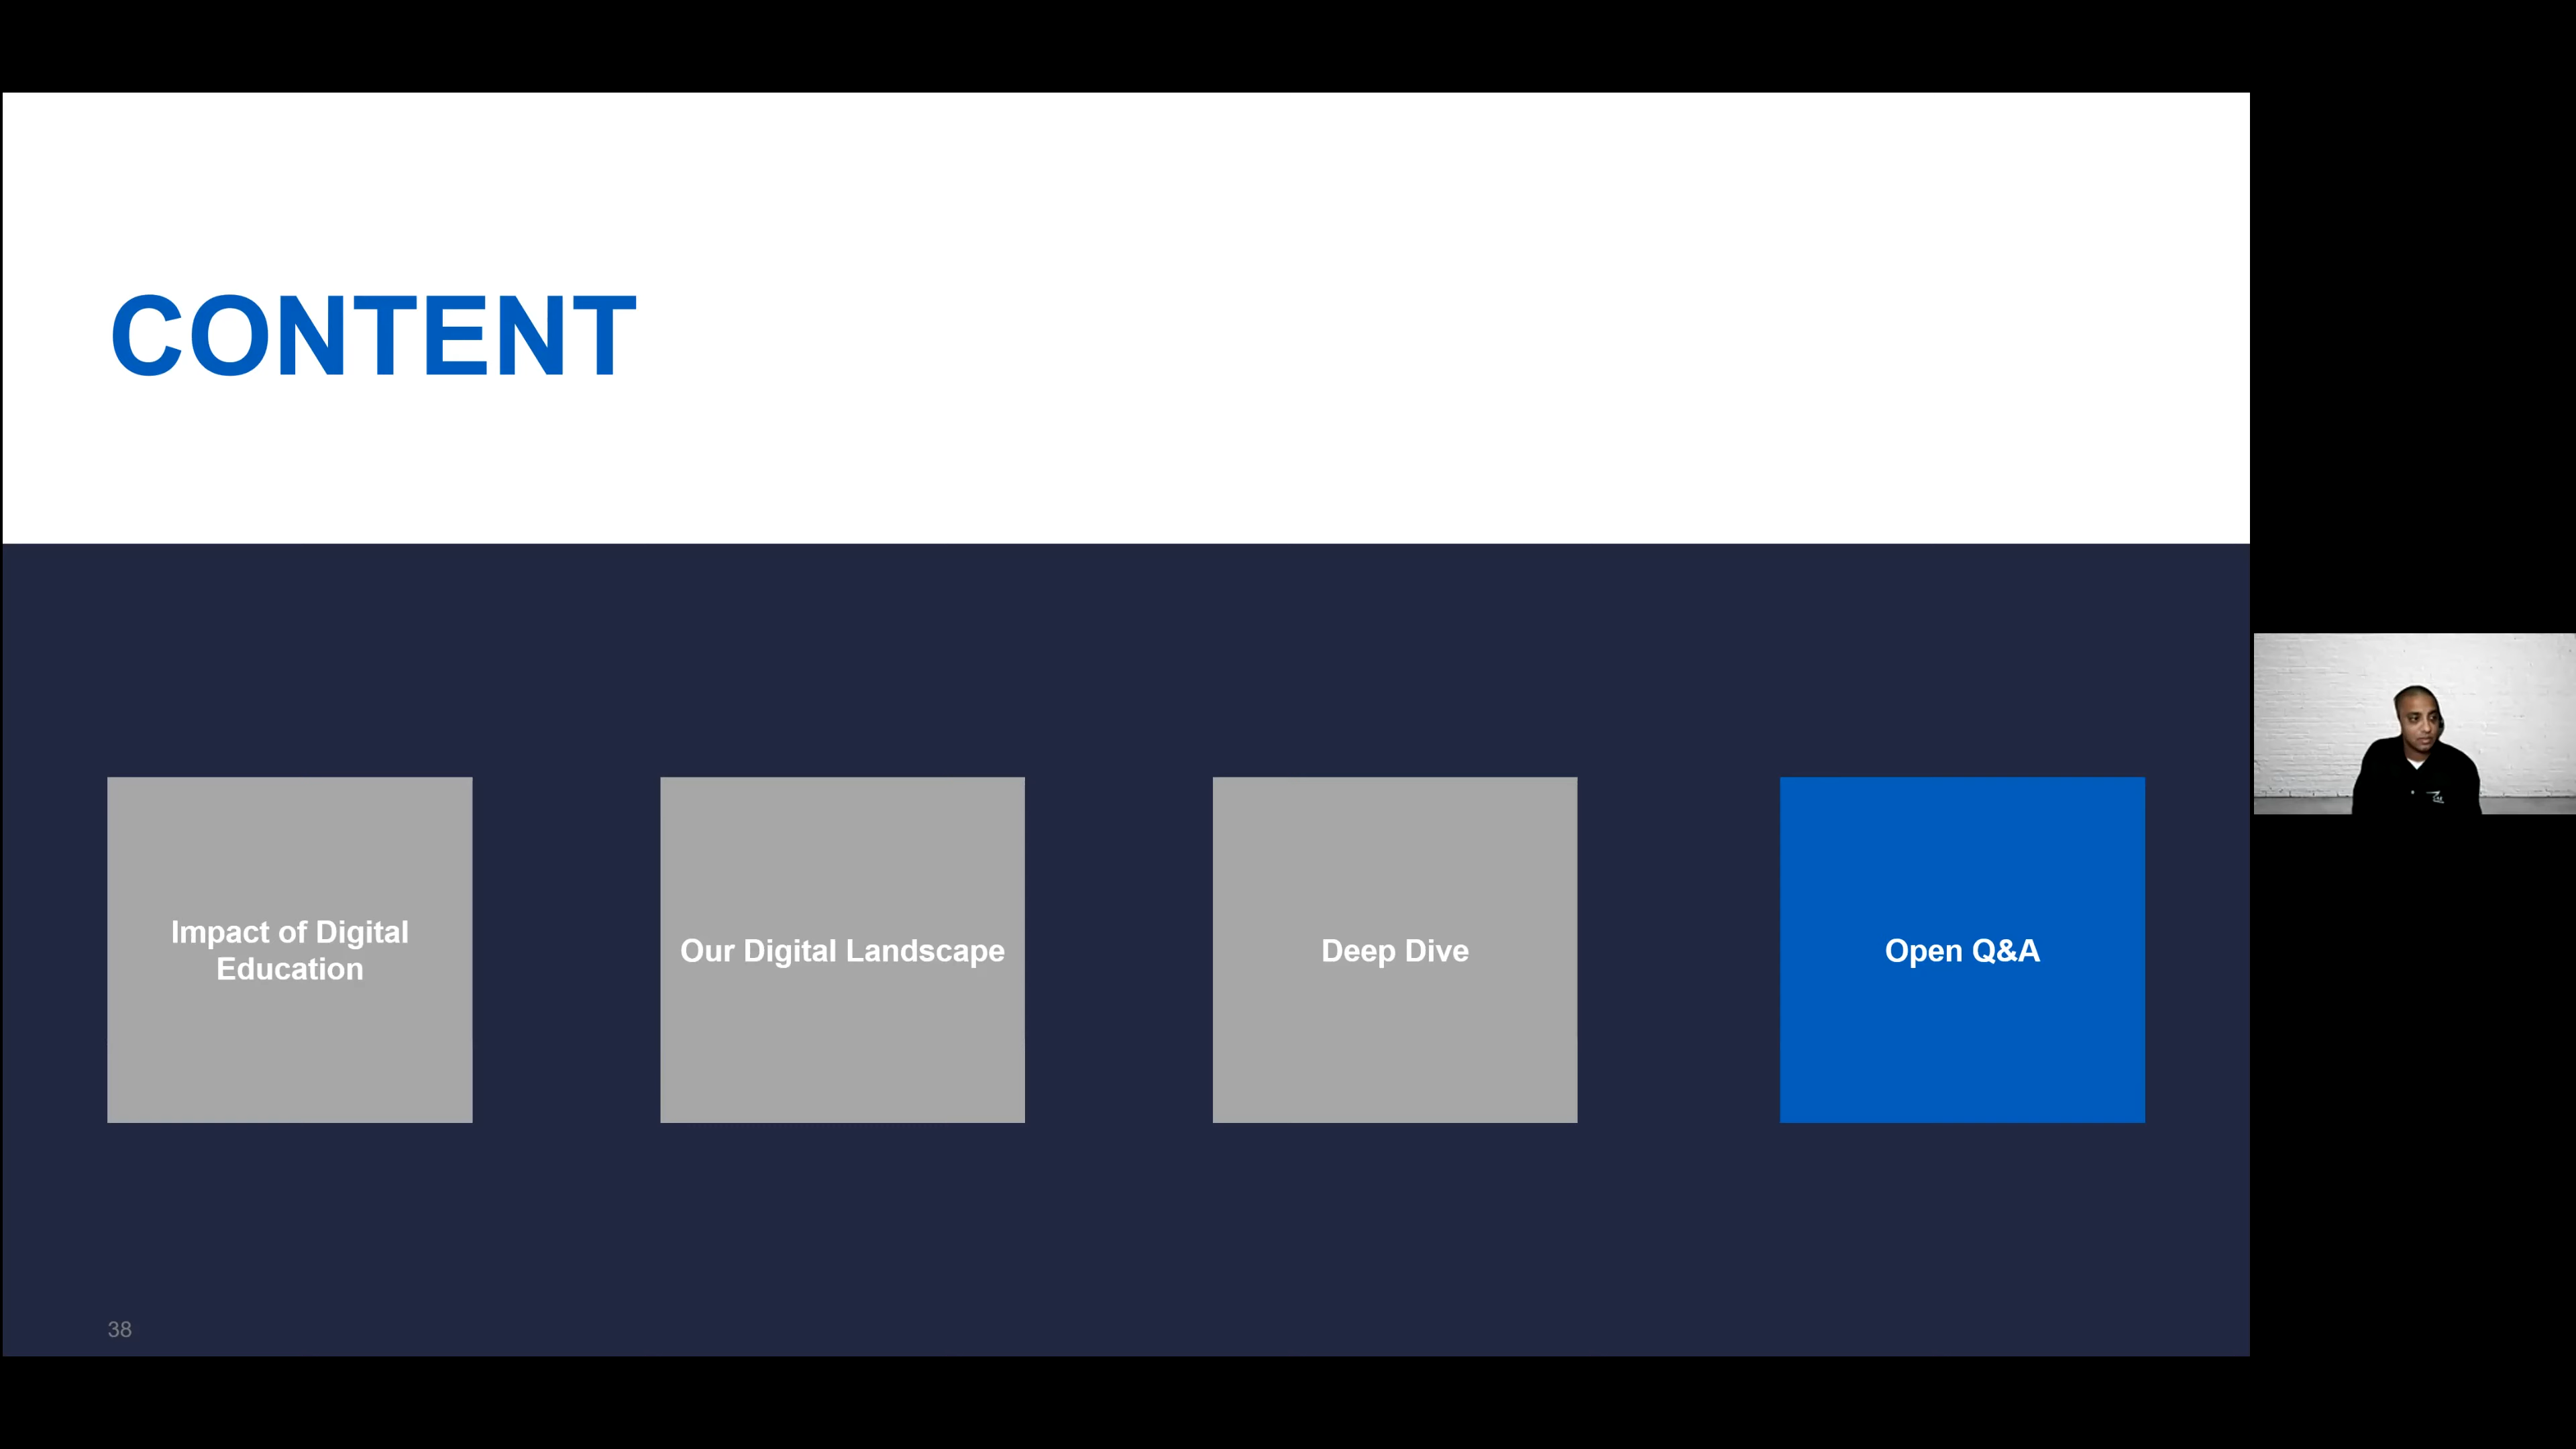 CONTENT
Impact of Digital
Education
Our Digital Landscape
Deep Dive
Open Q&A
38